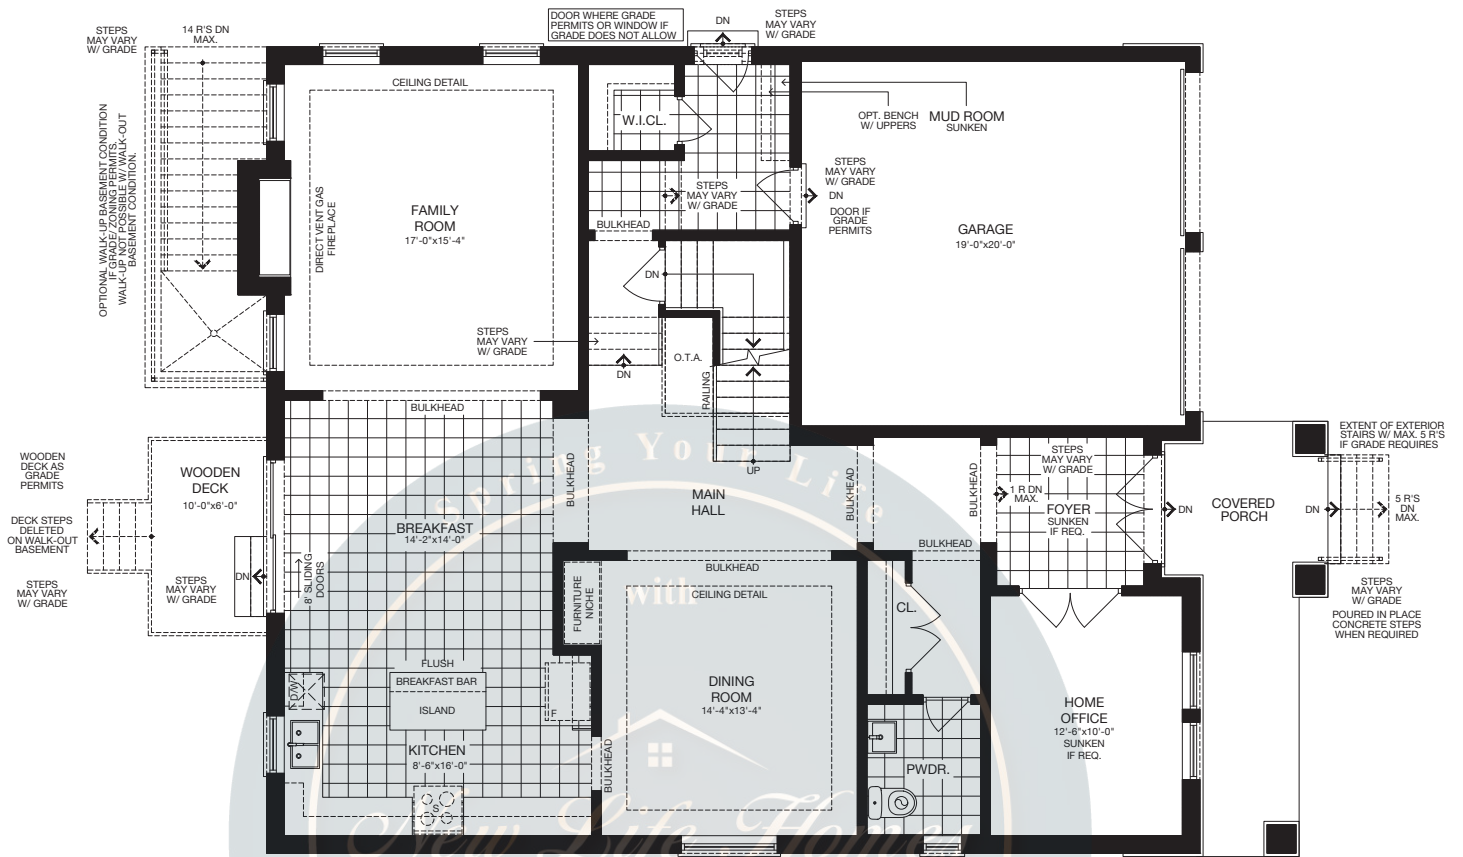 STEPS
MAY VARY
W/ GRADE
14 R'S DN
MAX.
DOOR WHERE GRADE
PERMITS OR WINDOW IF
GRADE DOES NOT ALLOW
DN
STEPS
MAY VARY
W/ GRADE
OPTIONAL WALK-UP BASEMENT CONDITION
IF GRADE/ZONING PERMITS.
WALK-UP NOT POSSIBLE W/ WALK-OUT
BASEMENT CONDITION.
CEILING DETAIL
DIRECT VENT GAS
FIREPLACE
FAMILY
ROOM
17'-0"x15'-4"
W.I.CL.
OPT. BENCH
W/ UPPERS
MUD ROOM
SUNKEN
STEPS
MAY VARY
W/ GRADE
STEPS
MAY VARY
W/ GRADE
DN
DOOR IF
GRADE
PERMITS
BULKHEAD
GARAGE
19'-0"x20'-0"
DN
STEPS
MAY VARY
W/ GRADE
DN
O.T.A.
RAILING
UP
BULKHEAD
WOODEN
DECK AS
GRADE
PERMITS
DECK STEPS
DELETED
ON WALK-OUT
BASEMENT
STEPS
MAY VARY
W/ GRADE
WOODEN
DECK
10'-0"x6'-0"
STEPS
MAY VARY
W/ GRADE
DN
8' SLIDING
DOORS
BREAKFAST
14'-2"x14'-0"
BULKHEAD
MAIN
HALL
BULKHEAD
BULKHEAD
BULKHEAD
STEPS
MAY VARY
W/ GRADE
1 R DN
MAX.
FOYER
SUNKEN
IF REQ.
DN
COVERED
PORCH
DN
EXTENT OF EXTERIOR
STAIRS W/ MAX. 5 R'S
IF GRADE REQUIRES
5 R'S
DN
MAX.
STEPS
MAY VARY
W/ GRADE
POURED IN PLACE
CONCRETE STEPS
WHEN REQUIRED
FURNITURE
NICHE
BULKHEAD
CEILING DETAIL
DINING
ROOM
14'-4"x13'-4"
CL.
PWDR.
HOME
OFFICE
12'-6"x10'-0"
SUNKEN
IF REQ.
D/W
FLUSH
BREAKFAST BAR
ISLAND
F
KITCHEN
8'-6"x16'-0"
S
BULKHEAD
Spring Your Life
with
New Life Homes